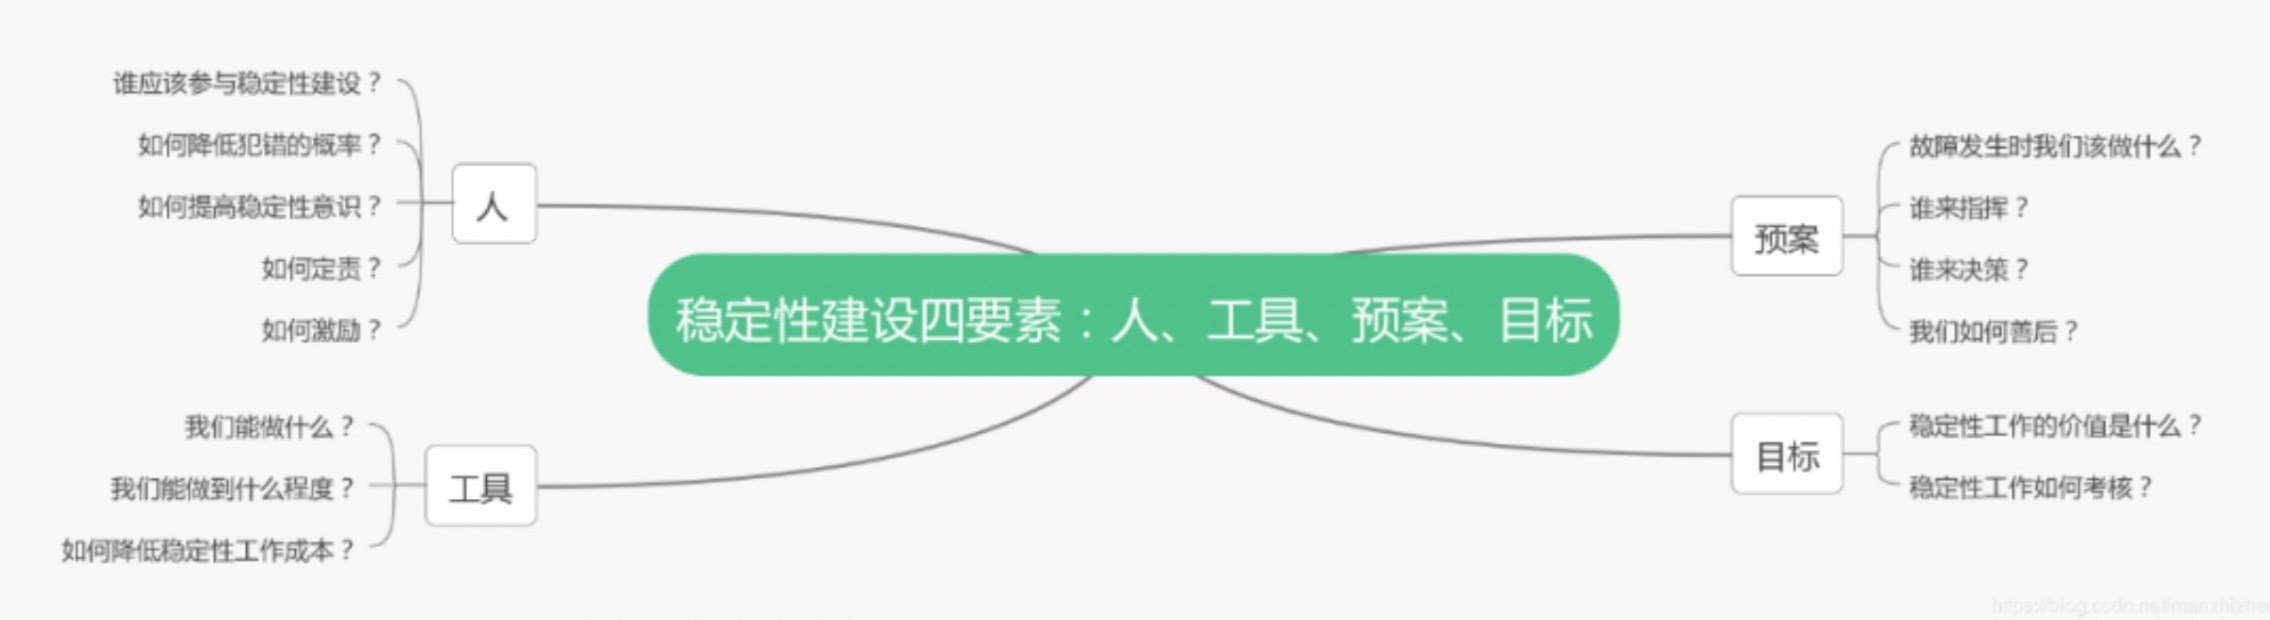 谁应该参与稳定性建设？
如何降低犯错的概率？
如何提高稳定性意识？
如何定责？
如何激励？
人
我们能做什么？
我们能做到什么程度？
如何降低稳定性工作成本？
工具
稳定性建设四要素：人、工具、预案、目标
预案
故障发生时我们该做什么？
谁来指挥？
谁来决策？
我们如何善后？
目标
稳定性工作的价值是什么？
稳定性工作如何考核？